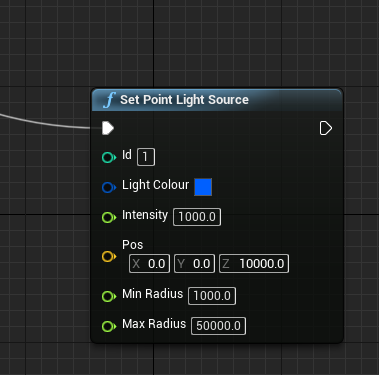 f Set Point Light Source
Id 1
Light Colour
Intensity 1000.0
Pos
X 0.0 Y 0.0 Z 10000.0
Min Radius 1000.0
Max Radius 50000.0